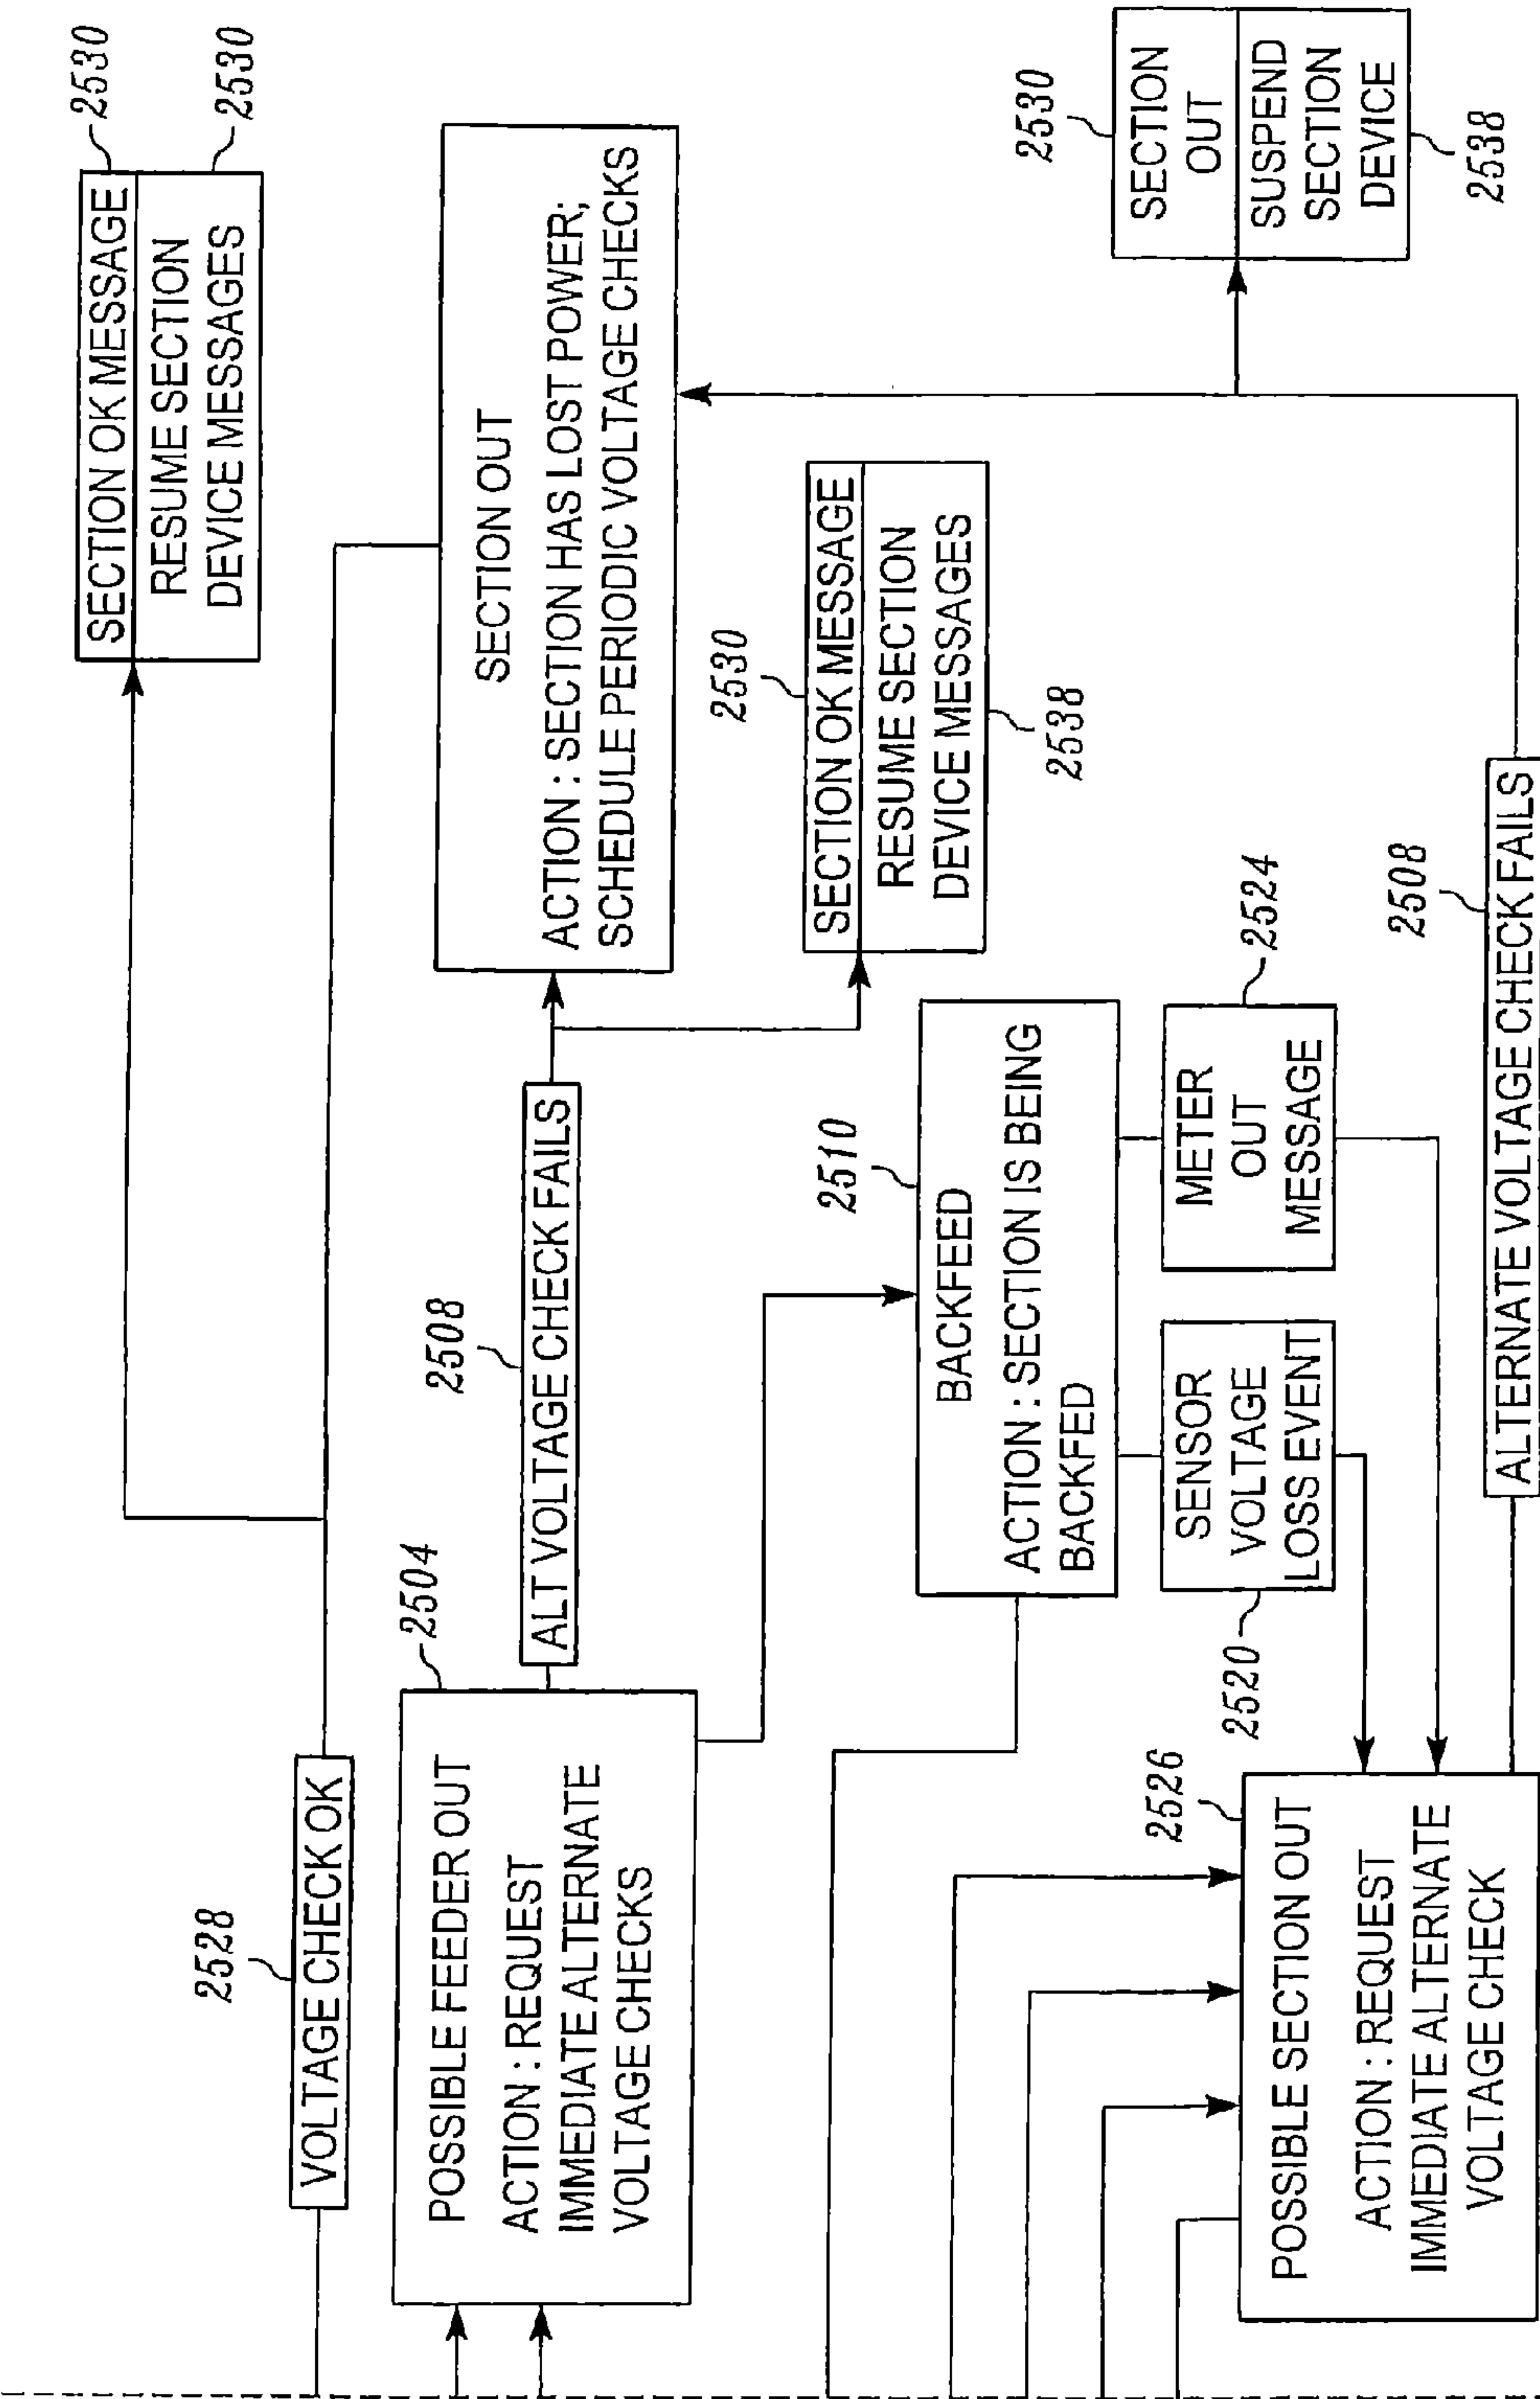 2530
SECTION OK MESSAGE
RESUME SECTION
DEVICE MESSAGES
2530
2528
VOLTAGE CHECK OK
2504
POSSIBLE FEEDER OUT
ACTION : REQUEST
IMMEDIATE ALTERNATE
VOLTAGE CHECKS
2508
ALT VOLTAGE CHECK FAILS
SECTION OUT
ACTION : SECTION HAS LOST POWER;
SCHEDULE PERIODIC VOLTAGE CHECKS
2530
SECTION OK MESSAGE
RESUME SECTION
DEVICE MESSAGES
2538
2510
BACKFEED
ACTION : SECTION IS BEING
BACKFED
2520
SENSOR
VOLTAGE
LOSS EVENT
2524
METER
OUT
MESSAGE
2530
SECTION
OUT
SUSPEND
SECTION
DEVICE
2538
2526
POSSIBLE SECTION OUT
ACTION : REQUEST
IMMEDIATE ALTERNATE
VOLTAGE CHECK
2508
ALTERNATE VOLTAGE CHECK FAILS